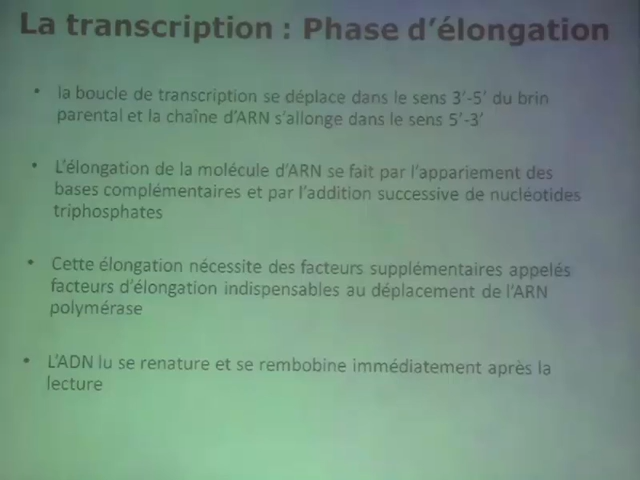 La transcription : Phase d'élongation
• la boucle de transcription se déplace dans le sens 3'-5' du brin
parental et la chaîne d'ARN s'allonge dans le sens 5'-3'
• L'élongation de la molécule d'ARN se fait par l'appariement des
bases complémentaires et par l'addition successive de nucléotides
triphosphates
• Cette élongation nécessite des facteurs supplémentaires appelés
facteurs d'élongation indispensables au déplacement de l'ARN
polymérase
• L'ADN lu se renature et se rembobine immédiatement après la
lecture